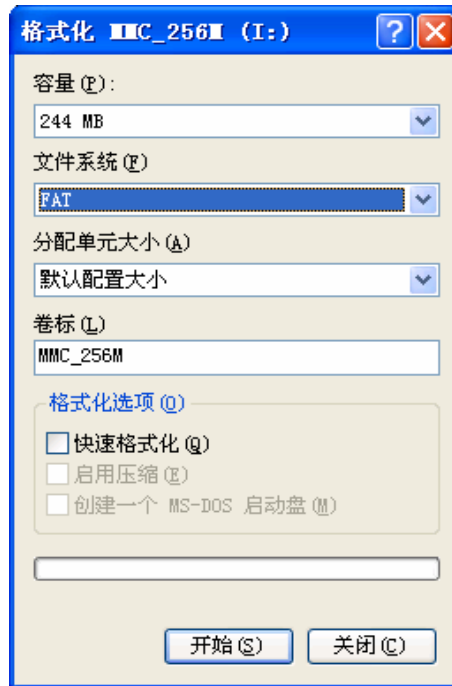 格式化 MMC_256M (I:)
容量(P):
244 MB
文件系统(F)
FAT
分配单元大小(A)
默认配置大小
卷标(L)
MMC_256M
格式化选项(O)
快速格式化(Q)
启用压缩(E)
创建一个 MS-DOS 启动盘(M)
开始(S) 关闭(C)